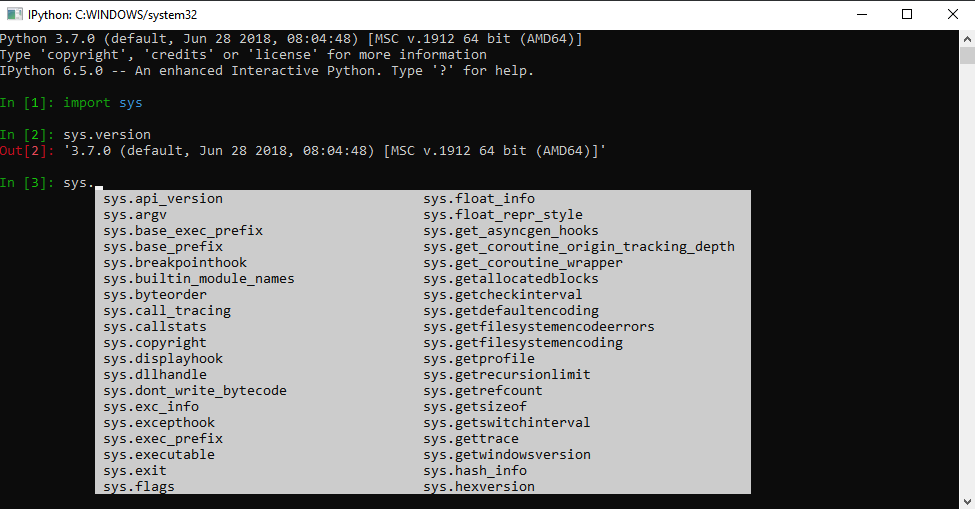 IPython: C:WINDOWS/system32
Python 3.7.0 (default, Jun 28 2018, 08:04:48) [MSC v.1912 64 bit (AMD64)]
Type 'copyright', 'credits' or 'license' for more information
IPython 6.5.0 -- An enhanced Interactive Python. Type '?' for help.
In [1]: import sys
In [2]: sys.version
Out[2]: '3.7.0 (default, Jun 28 2018, 08:04:48) [MSC v.1912 64 bit (AMD64)]'
In [3]: sys.
sys.api_version sys.float_info
sys.argv sys.float_repr_style
sys.base_exec_prefix sys.get_asyncgen_hooks
sys.base_prefix sys.get_coroutine_origin_tracking_depth
sys.breakpointhook sys.get_coroutine_wrapper
sys.builtin_module_names sys.getallocatedblocks
sys.byteorder sys.getcheckinterval
sys.call_tracing sys.getdefaultencoding
sys.callstats sys.getfilesystemencodeerrors
sys.copyright sys.getfilesystemencoding
sys.displayhook sys.getprofile
sys.dllhandle sys.getrecursionlimit
sys.dont_write_bytecode sys.getrefcount
sys.exc_info sys.getsizeof
sys.excepthook sys.getswitchinterval
sys.exec_prefix sys.gettrace
sys.executable sys.getwindowsversion
sys.exit sys.hash_info
sys.flags sys.hexversion